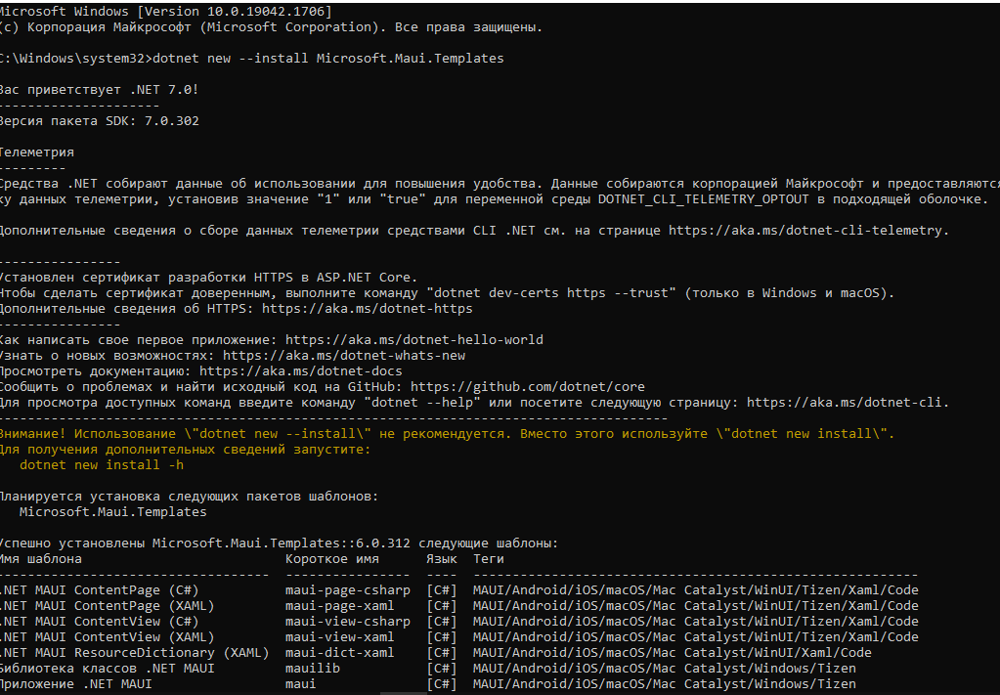 Microsoft Windows [Version 10.0.19042.1706]
(c) Корпорация Майкрософт (Microsoft Corporation). Все права защищены.
C:\Windows\system32>dotnet new --install Microsoft.Maui.Templates
Вас приветствует .NET 7.0!
---------------------
Версия пакета SDK: 7.0.302
Телеметрия
---------
Средства .NET собирают данные об использовании для повышения удобства. Данные собираются корпорацией Майкрософт и предоставляются
ку данных телеметрии, установив значение "1" или "true" для переменной среды DOTNET_CLI_TELEMETRY_OPTOUT в подходящей оболочке.
Дополнительные сведения о сборе данных телеметрии средствами CLI .NET см. на странице https://aka.ms/dotnet-cli-telemetry.
----------------
Установлен сертификат разработки HTTPS в ASP.NET Core.
Чтобы сделать сертификат доверенным, выполните команду "dotnet dev-certs https --trust" (только в Windows и macOS).
Дополнительные сведения об HTTPS: https://aka.ms/dotnet-https
----------------
Как написать свое первое приложение: https://aka.ms/dotnet-hello-world
Узнать о новых возможностях: https://aka.ms/dotnet-whats-new
Просмотреть документацию: https://aka.ms/dotnet-docs
Сообщить о проблемах и найти исходный код на GitHub: https://github.com/dotnet/core
Для просмотра доступных команд введите команду "dotnet --help" или посетите следующую страницу: https://aka.ms/dotnet-cli.
--------------------------------------------------------------------------------------
Внимание! Использование \"dotnet new --install\" не рекомендуется. Вместо этого используйте \"dotnet new install\".
Для получения дополнительных сведений запустите:
dotnet new install -h
Планируется установка следующих пакетов шаблонов:
Microsoft.Maui.Templates
Успешно установлены Microsoft.Maui.Templates::6.0.312 следующие шаблоны:
Имя шаблона Короткое имя Язык Теги
----------------------------------- ---------------- ---- ---------------------------------------------------------
.NET MAUI ContentPage (C#) maui-page-csharp [C#] MAUI/Android/iOS/macOS/Mac Catalyst/WinUI/Tizen/Xaml/Code
.NET MAUI ContentPage (XAML) maui-page-xaml [C#] MAUI/Android/iOS/macOS/Mac Catalyst/WinUI/Tizen/Xaml/Code
.NET MAUI ContentView (C#) maui-view-csharp [C#] MAUI/Android/iOS/macOS/Mac Catalyst/WinUI/Tizen/Xaml/Code
.NET MAUI ContentView (XAML) maui-view-xaml [C#] MAUI/Android/iOS/macOS/Mac Catalyst/WinUI/Tizen/Xaml/Code
.NET MAUI ResourceDictionary (XAML) maui-dict-xaml [C#] MAUI/Android/iOS/macOS/Mac Catalyst/WinUI/Xaml/Code
Библиотека классов .NET MAUI mauilib [C#] MAUI/Android/iOS/macOS/Mac Catalyst/Windows/Tizen
Приложение .NET MAUI maui [C#] MAUI/Android/iOS/macOS/Mac Catalyst/Windows/Tizen